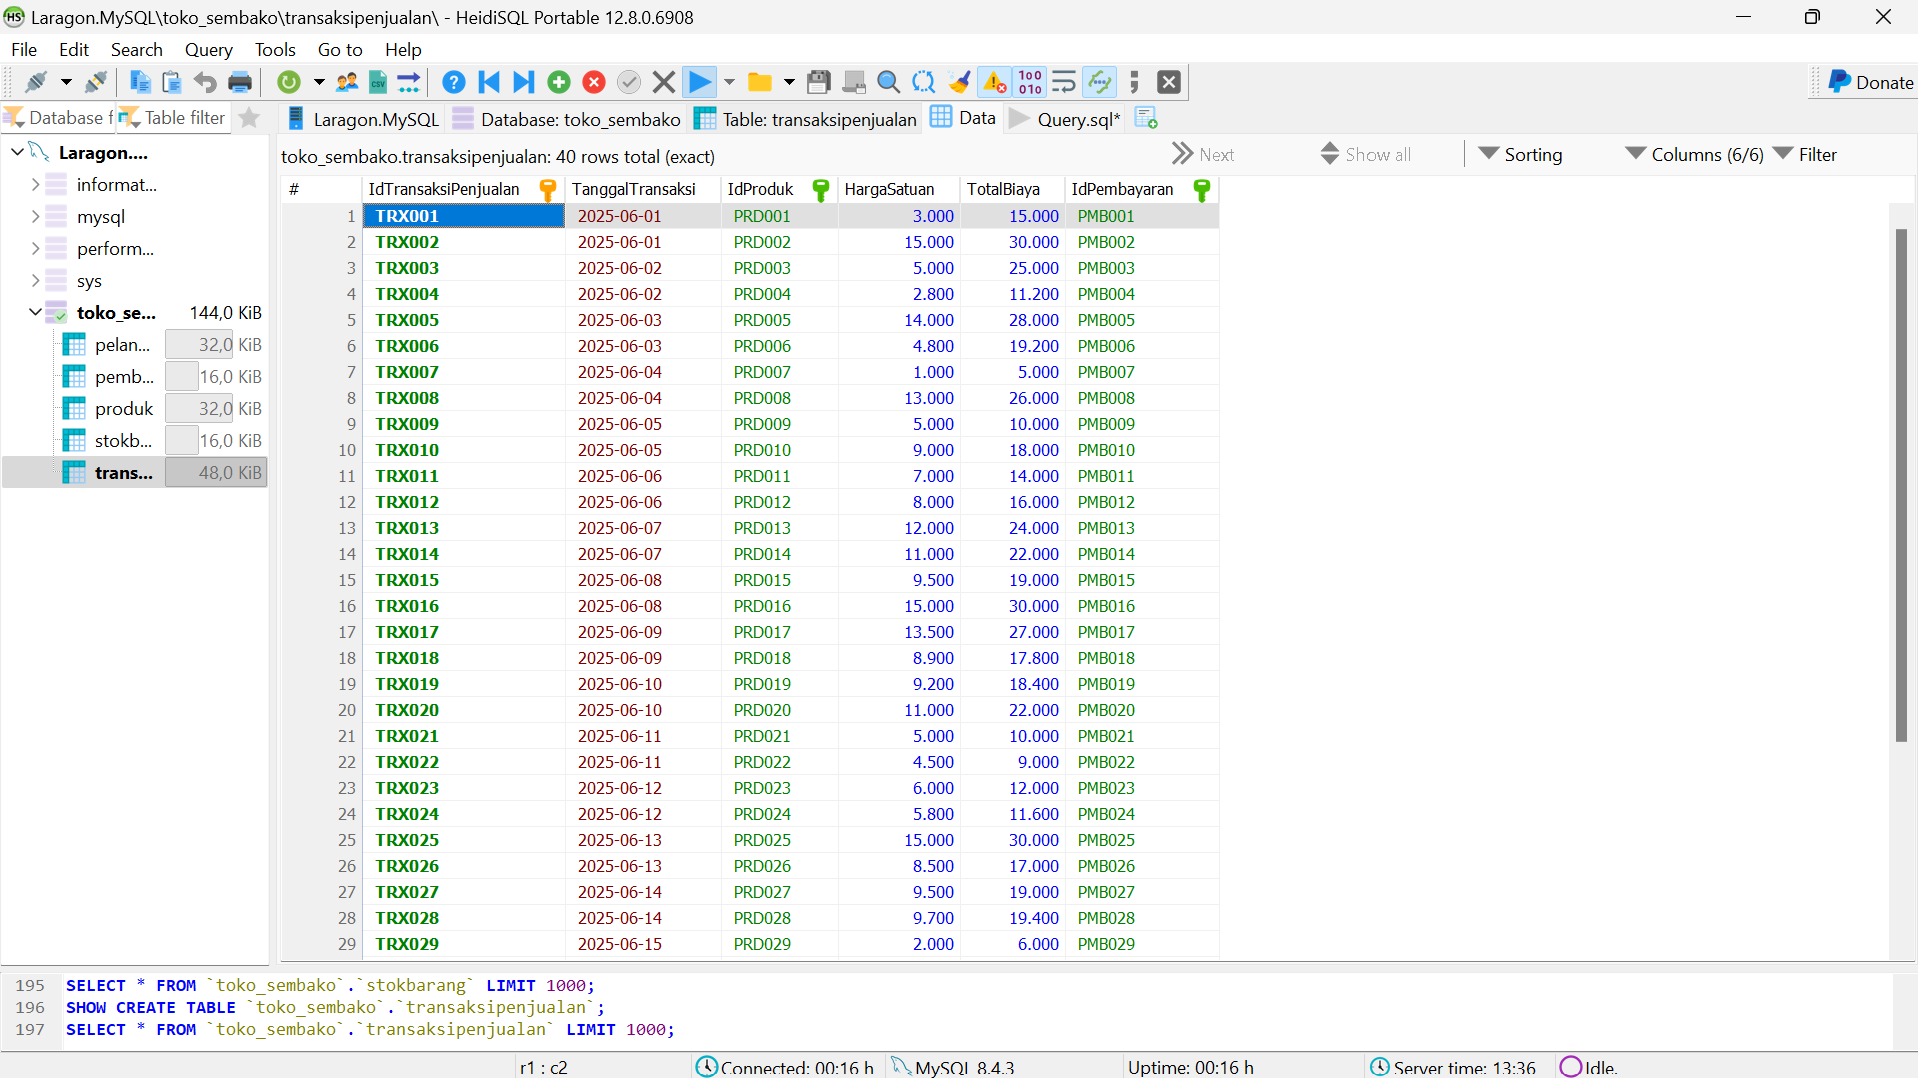 Laragon.MySQL\toko_sembako\transaksipenjualan\ - HeidiSQL Portable 12.8.0.6908
File Edit Search Query Tools Go to Help
Donate
Database f Table filter Laragon.MySQL Database: toko_sembako Table: transaksipenjualan Data Query.sql*
toko_sembako.transaksipenjualan: 40 rows total (exact) Next Show all Sorting Columns (6/6) Filter
Laragon....
informat...
mysql
perform...
sys
toko_se... 144,0 KiB
pelan... 32,0 KiB
pemb... 16,0 KiB
produk 32,0 KiB
stokb... 16,0 KiB
trans... 48,0 KiB
# IdTransaksiPenjualan TanggalTransaksi IdProduk HargaSatuan TotalBiaya IdPembayaran
1 TRX001 2025-06-01 PRD001 3.000 15.000 PMB001
2 TRX002 2025-06-01 PRD002 15.000 30.000 PMB002
3 TRX003 2025-06-02 PRD003 5.000 25.000 PMB003
4 TRX004 2025-06-02 PRD004 2.800 11.200 PMB004
5 TRX005 2025-06-03 PRD005 14.000 28.000 PMB005
6 TRX006 2025-06-03 PRD006 4.800 19.200 PMB006
7 TRX007 2025-06-04 PRD007 1.000 5.000 PMB007
8 TRX008 2025-06-04 PRD008 13.000 26.000 PMB008
9 TRX009 2025-06-05 PRD009 5.000 10.000 PMB009
10 TRX010 2025-06-05 PRD010 9.000 18.000 PMB010
11 TRX011 2025-06-06 PRD011 7.000 14.000 PMB011
12 TRX012 2025-06-06 PRD012 8.000 16.000 PMB012
13 TRX013 2025-06-07 PRD013 12.000 24.000 PMB013
14 TRX014 2025-06-07 PRD014 11.000 22.000 PMB014
15 TRX015 2025-06-08 PRD015 9.500 19.000 PMB015
16 TRX016 2025-06-08 PRD016 15.000 30.000 PMB016
17 TRX017 2025-06-09 PRD017 13.500 27.000 PMB017
18 TRX018 2025-06-09 PRD018 8.900 17.800 PMB018
19 TRX019 2025-06-10 PRD019 9.200 18.400 PMB019
20 TRX020 2025-06-10 PRD020 11.000 22.000 PMB020
21 TRX021 2025-06-11 PRD021 5.000 10.000 PMB021
22 TRX022 2025-06-11 PRD022 4.500 9.000 PMB022
23 TRX023 2025-06-12 PRD023 6.000 12.000 PMB023
24 TRX024 2025-06-12 PRD024 5.800 11.600 PMB024
25 TRX025 2025-06-13 PRD025 15.000 30.000 PMB025
26 TRX026 2025-06-13 PRD026 8.500 17.000 PMB026
27 TRX027 2025-06-14 PRD027 9.500 19.000 PMB027
28 TRX028 2025-06-14 PRD028 9.700 19.400 PMB028
29 TRX029 2025-06-15 PRD029 2.000 6.000 PMB029
195 SELECT * FROM `toko_sembako`.`stokbarang` LIMIT 1000;
196 SHOW CREATE TABLE `toko_sembako`.`transaksipenjualan`;
197 SELECT * FROM `toko_sembako`.`transaksipenjualan` LIMIT 1000;
r1 : c2 Connected: 00:16 h MySQL 8.4.3 Uptime: 00:16 h Server time: 13:36 Idle.